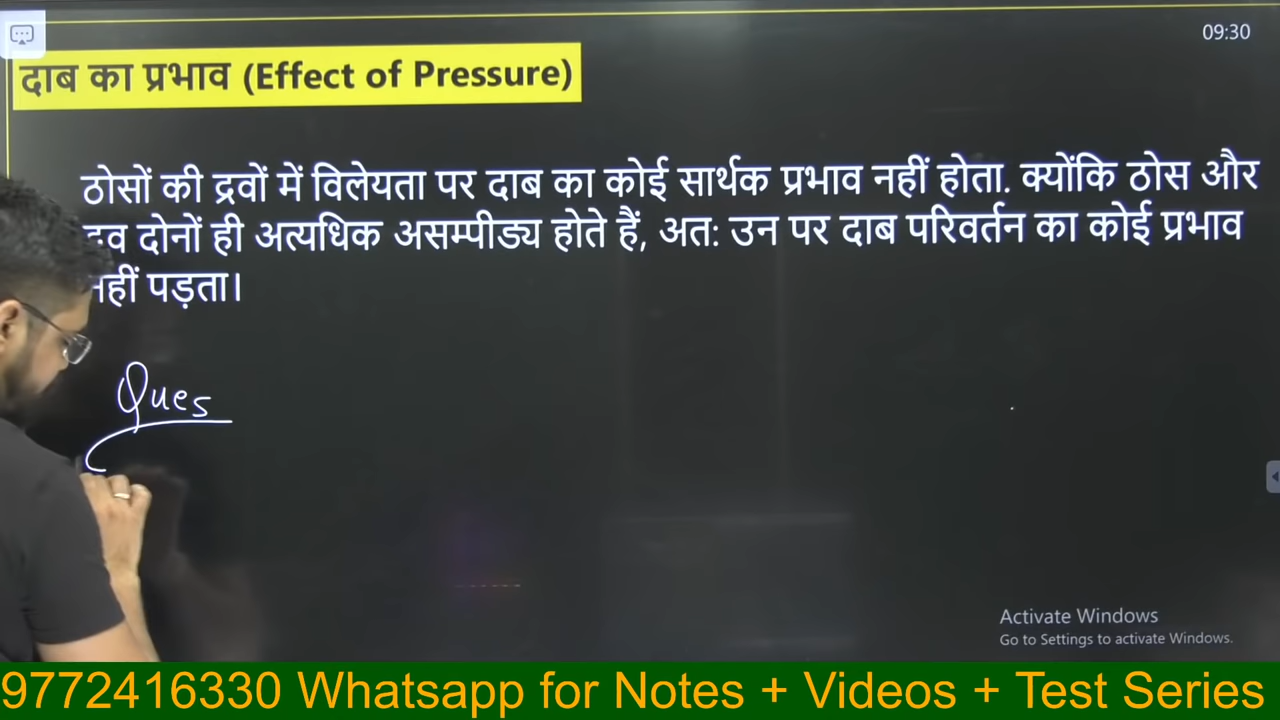 09:30
दाब का प्रभाव (Effect of Pressure)
ठोसों की द्रवों में विलेयता पर दाब का कोई सार्थक प्रभाव नहीं होता. क्योंकि ठोस और
दोनों ही अत्यधिक असम्पीड्य होते हैं, अत: उन पर दाब परिवर्तन का कोई प्रभाव
पड़ता।
Ques
Activate Windows
Go to Settings to activate Windows.
9772416330 Whatsapp for Notes + Videos + Test Series